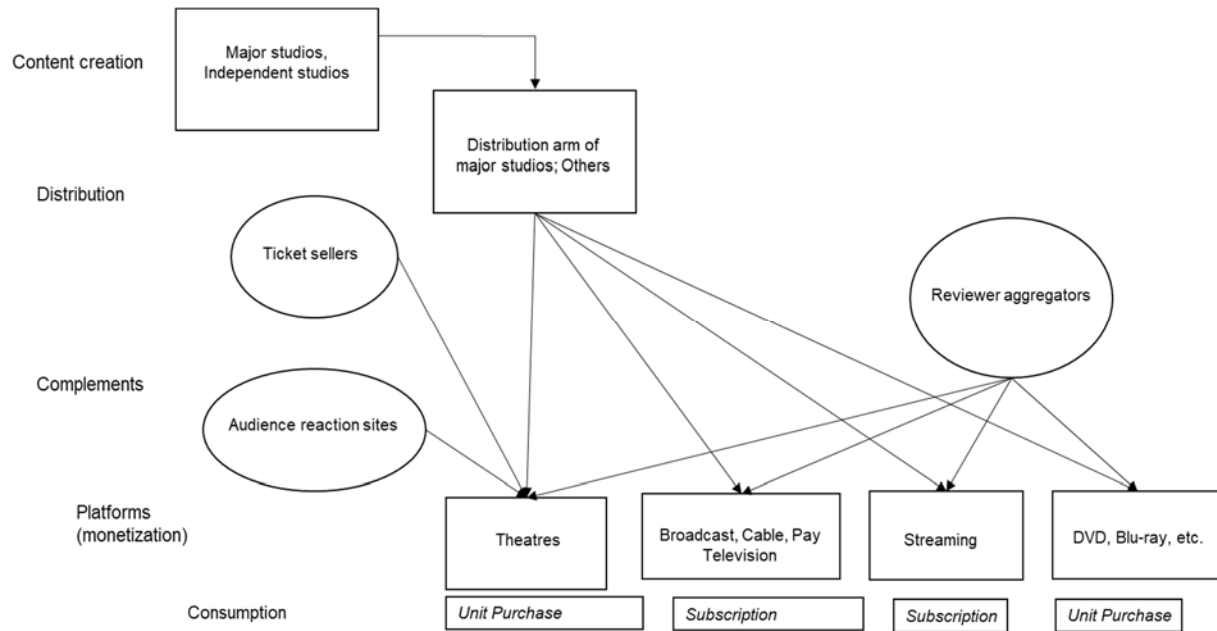 Content creation
Major studios,
Independent studios
Distribution arm of
major studios; Others
Distribution
Ticket sellers
Reviewer aggregators
Complements
Audience reaction sites
Platforms
(monetization)
Theatres
Broadcast, Cable, Pay
Television
Streaming
DVD, Blu-ray, etc.
Consumption
Unit Purchase
Subscription
Subscription
Unit Purchase